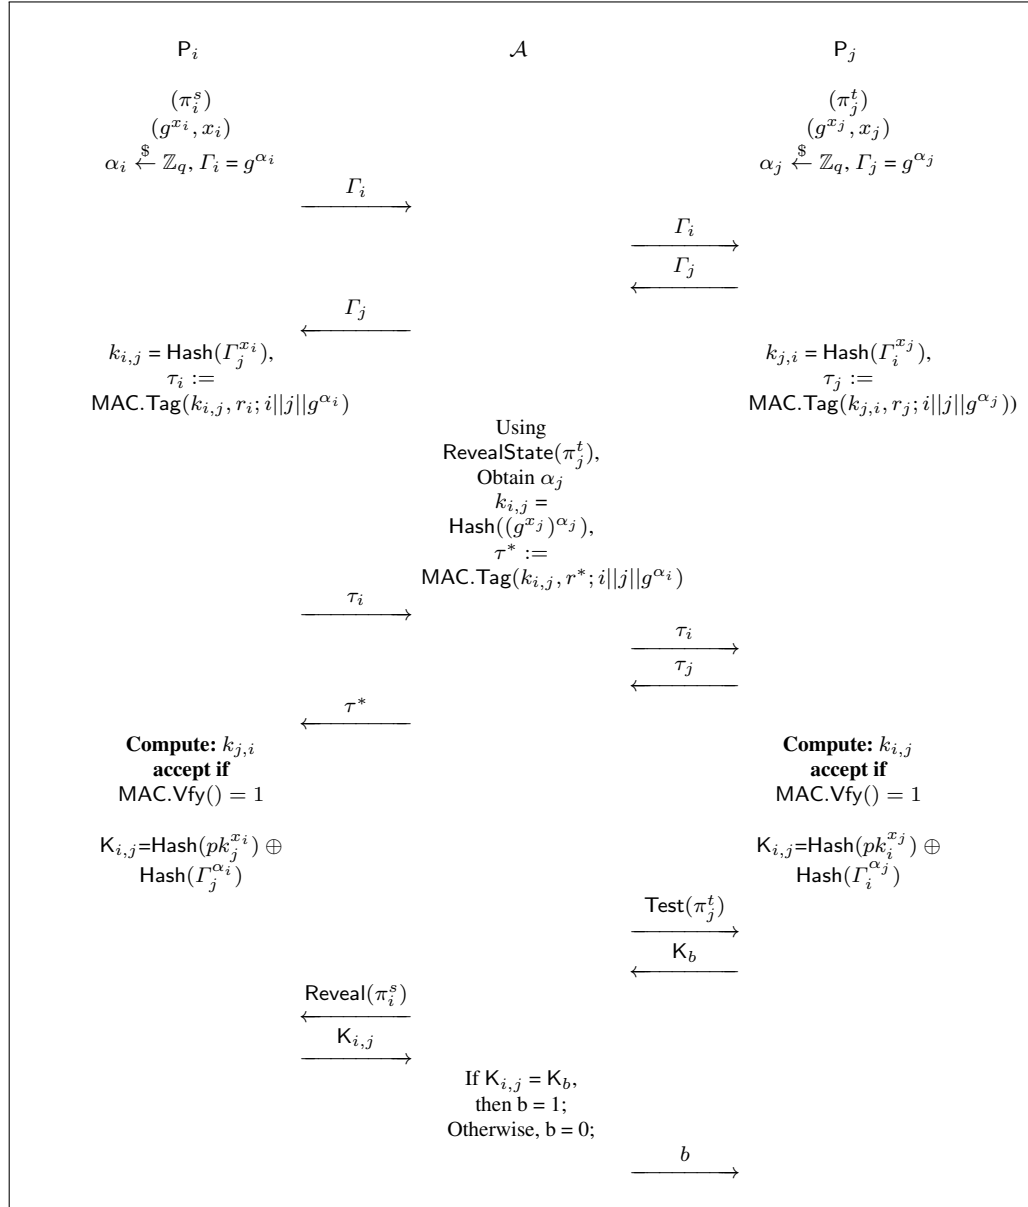 P_i 𝒜 P_j
(π_i^s) (π_j^t)
(g^{x_i}, x_i) (g^{x_j}, x_j)
α_i ←$ ℤ_q, Γ_i = g^{α_i} α_j ←$ ℤ_q, Γ_j = g^{α_j}
Γ_i
Γ_i
Γ_j
Γ_j
k_{i,j} = Hash(Γ_j^{x_i}), k_{j,i} = Hash(Γ_i^{x_j}),
τ_i := τ_j :=
MAC.Tag(k_{i,j}, r_i; i||j||g^{α_i}) MAC.Tag(k_{j,i}, r_j; i||j||g^{α_j}))
Using
RevealState(π_j^t),
Obtain α_j
k_{i,j} =
Hash((g^{x_j})^{α_j}),
τ* :=
MAC.Tag(k_{i,j}, r*; i||j||g^{α_i})
τ_i
τ_i
τ_j
τ*
Compute: k_{j,i} Compute: k_{i,j}
accept if accept if
MAC.Vfy() = 1 MAC.Vfy() = 1
K_{i,j}=Hash(pk_j^{x_i}) ⊕ K_{i,j}=Hash(pk_i^{x_j}) ⊕
Hash(Γ_j^{α_i}) Hash(Γ_i^{α_j})
Test(π_j^t)
K_b
Reveal(π_i^s)
K_{i,j}
If K_{i,j} = K_b,
then b = 1;
Otherwise, b = 0;
b